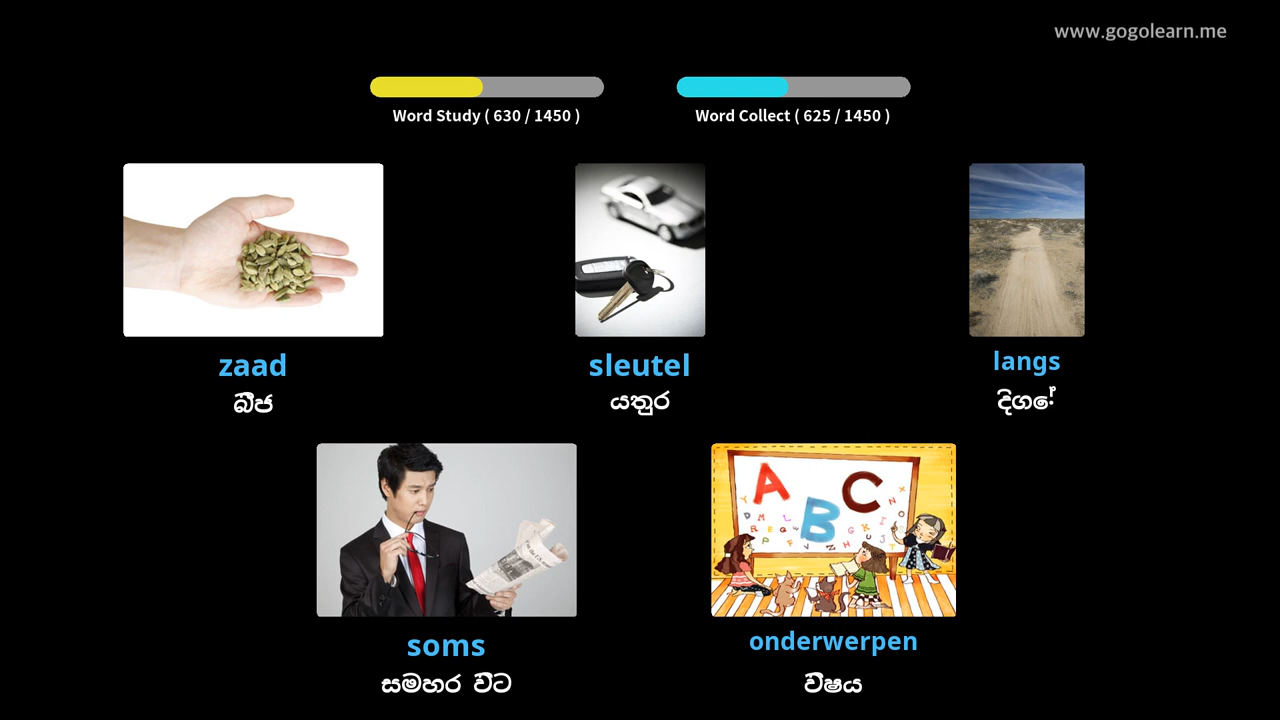 www.gogolearn.me
Word Study ( 630 / 1450 )
Word Collect ( 625 / 1450 )
zaad
බීජ
sleutel
යතුර
langs
දිගේ
A B C
soms
සමහර විට
onderwerpen
විෂය